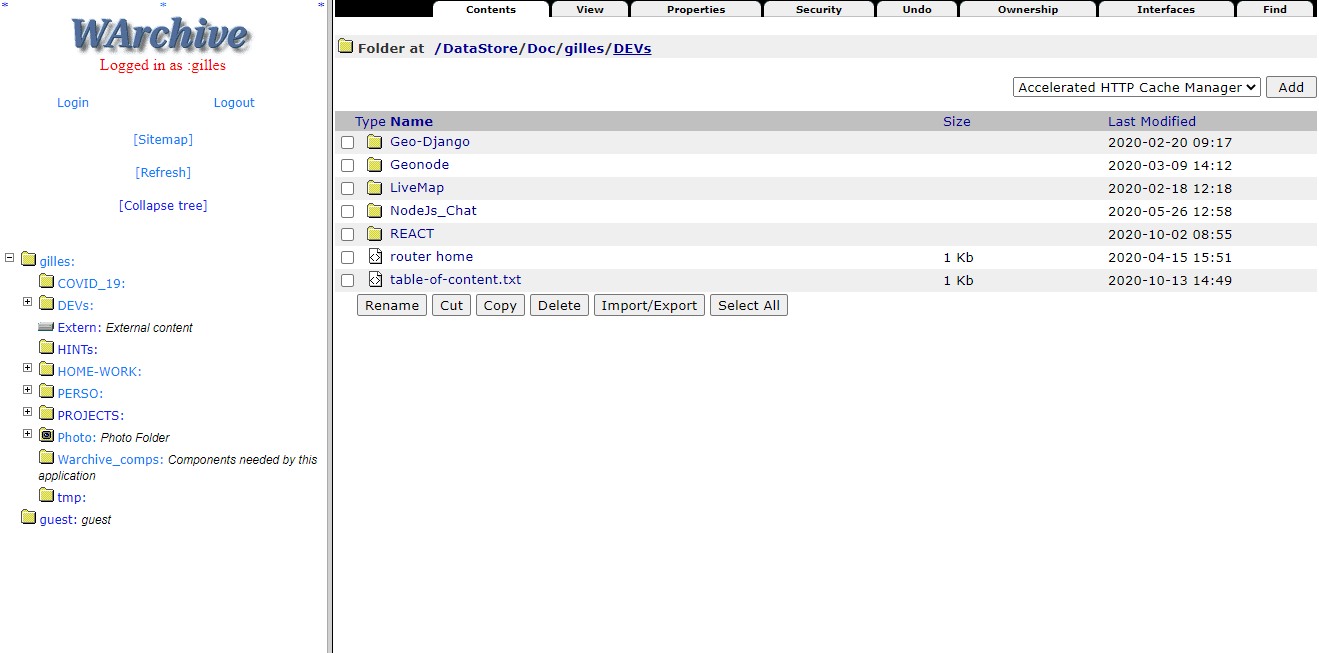 * * *
WArchive
Logged in as :gilles
Login Logout
[Sitemap]
[Refresh]
[Collapse tree]
gilles:
COVID_19:
DEVs:
Extern: External content
HINTs:
HOME-WORK:
PERSO:
PROJECTS:
Photo: Photo Folder
Warchive_comps: Components needed by this
application
tmp:
guest: guest
Contents View Properties Security Undo Ownership Interfaces Find
Folder at /DataStore/Doc/gilles/DEVs
Accelerated HTTP Cache Manager Add
Type Name Size Last Modified
Geo-Django 2020-02-20 09:17
Geonode 2020-03-09 14:12
LiveMap 2020-02-18 12:18
NodeJs_Chat 2020-05-26 12:58
REACT 2020-10-02 08:55
router home 1 Kb 2020-04-15 15:51
table-of-content.txt 1 Kb 2020-10-13 14:49
Rename Cut Copy Delete Import/Export Select All